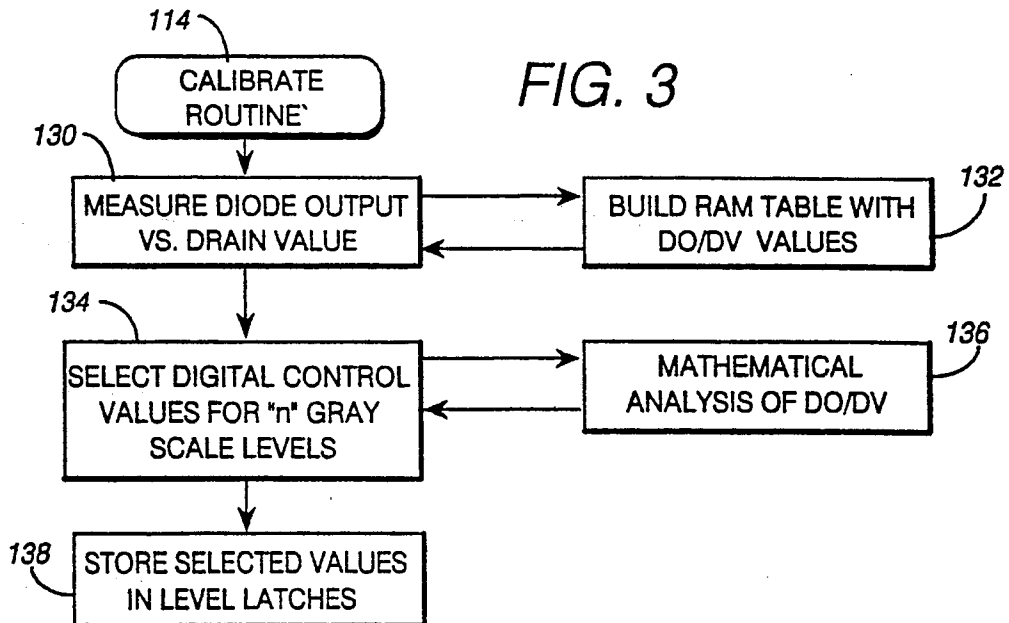 114
CALIBRATE
ROUTINE`
FIG. 3
130
MEASURE DIODE OUTPUT
VS. DRAIN VALUE
132
BUILD RAM TABLE WITH
DO/DV VALUES
134
SELECT DIGITAL CONTROL
VALUES FOR "n" GRAY
SCALE LEVELS
136
MATHEMATICAL
ANALYSIS OF DO/DV
138
STORE SELECTED VALUES
IN LEVEL LATCHES